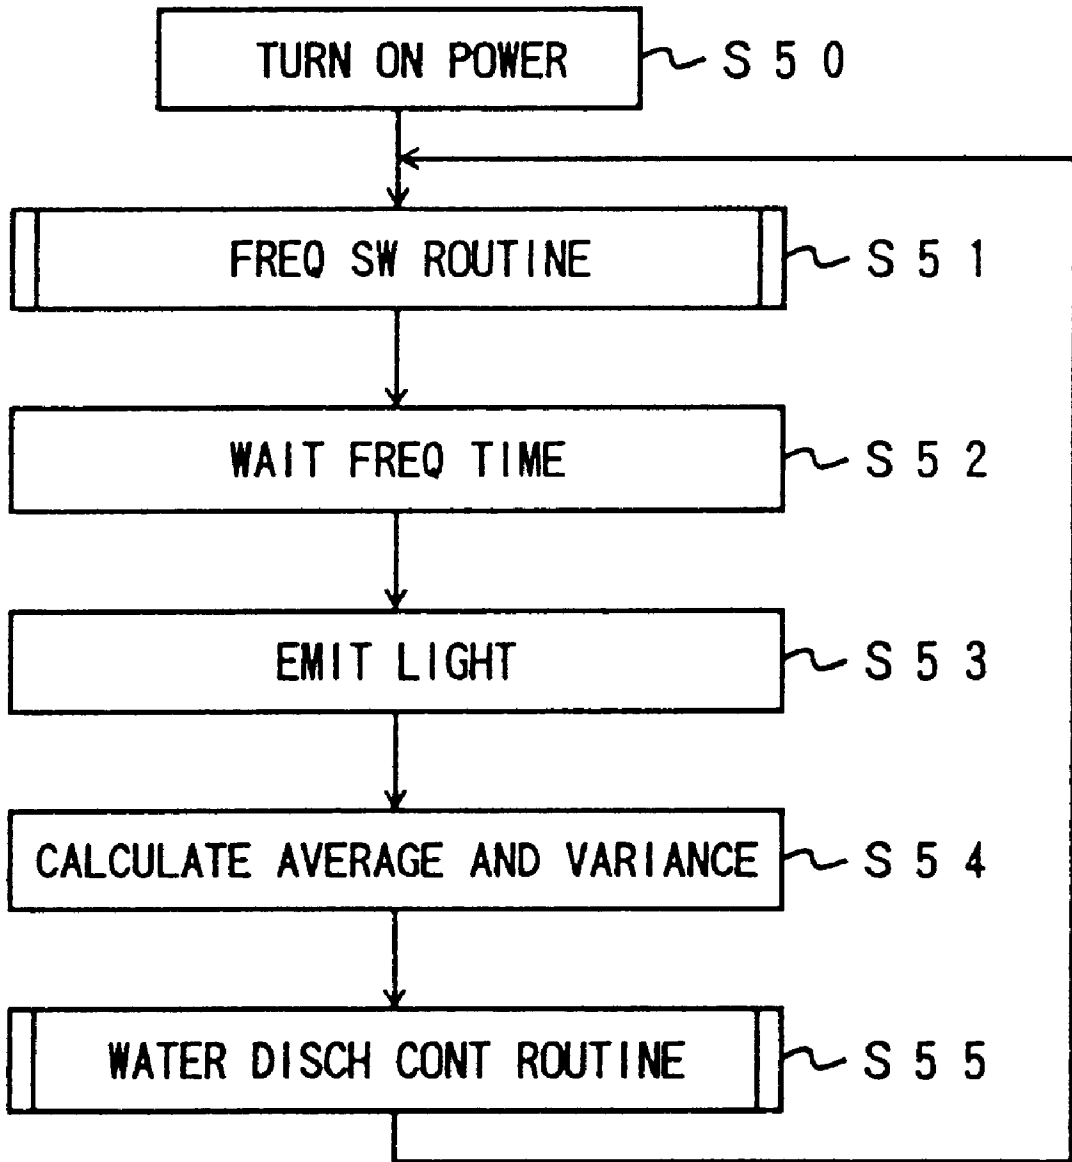 TURN ON POWER S50
FREQ SW ROUTINE S51
WAIT FREQ TIME S52
EMIT LIGHT S53
CALCULATE AVERAGE AND VARIANCE S54
WATER DISCH CONT ROUTINE S55